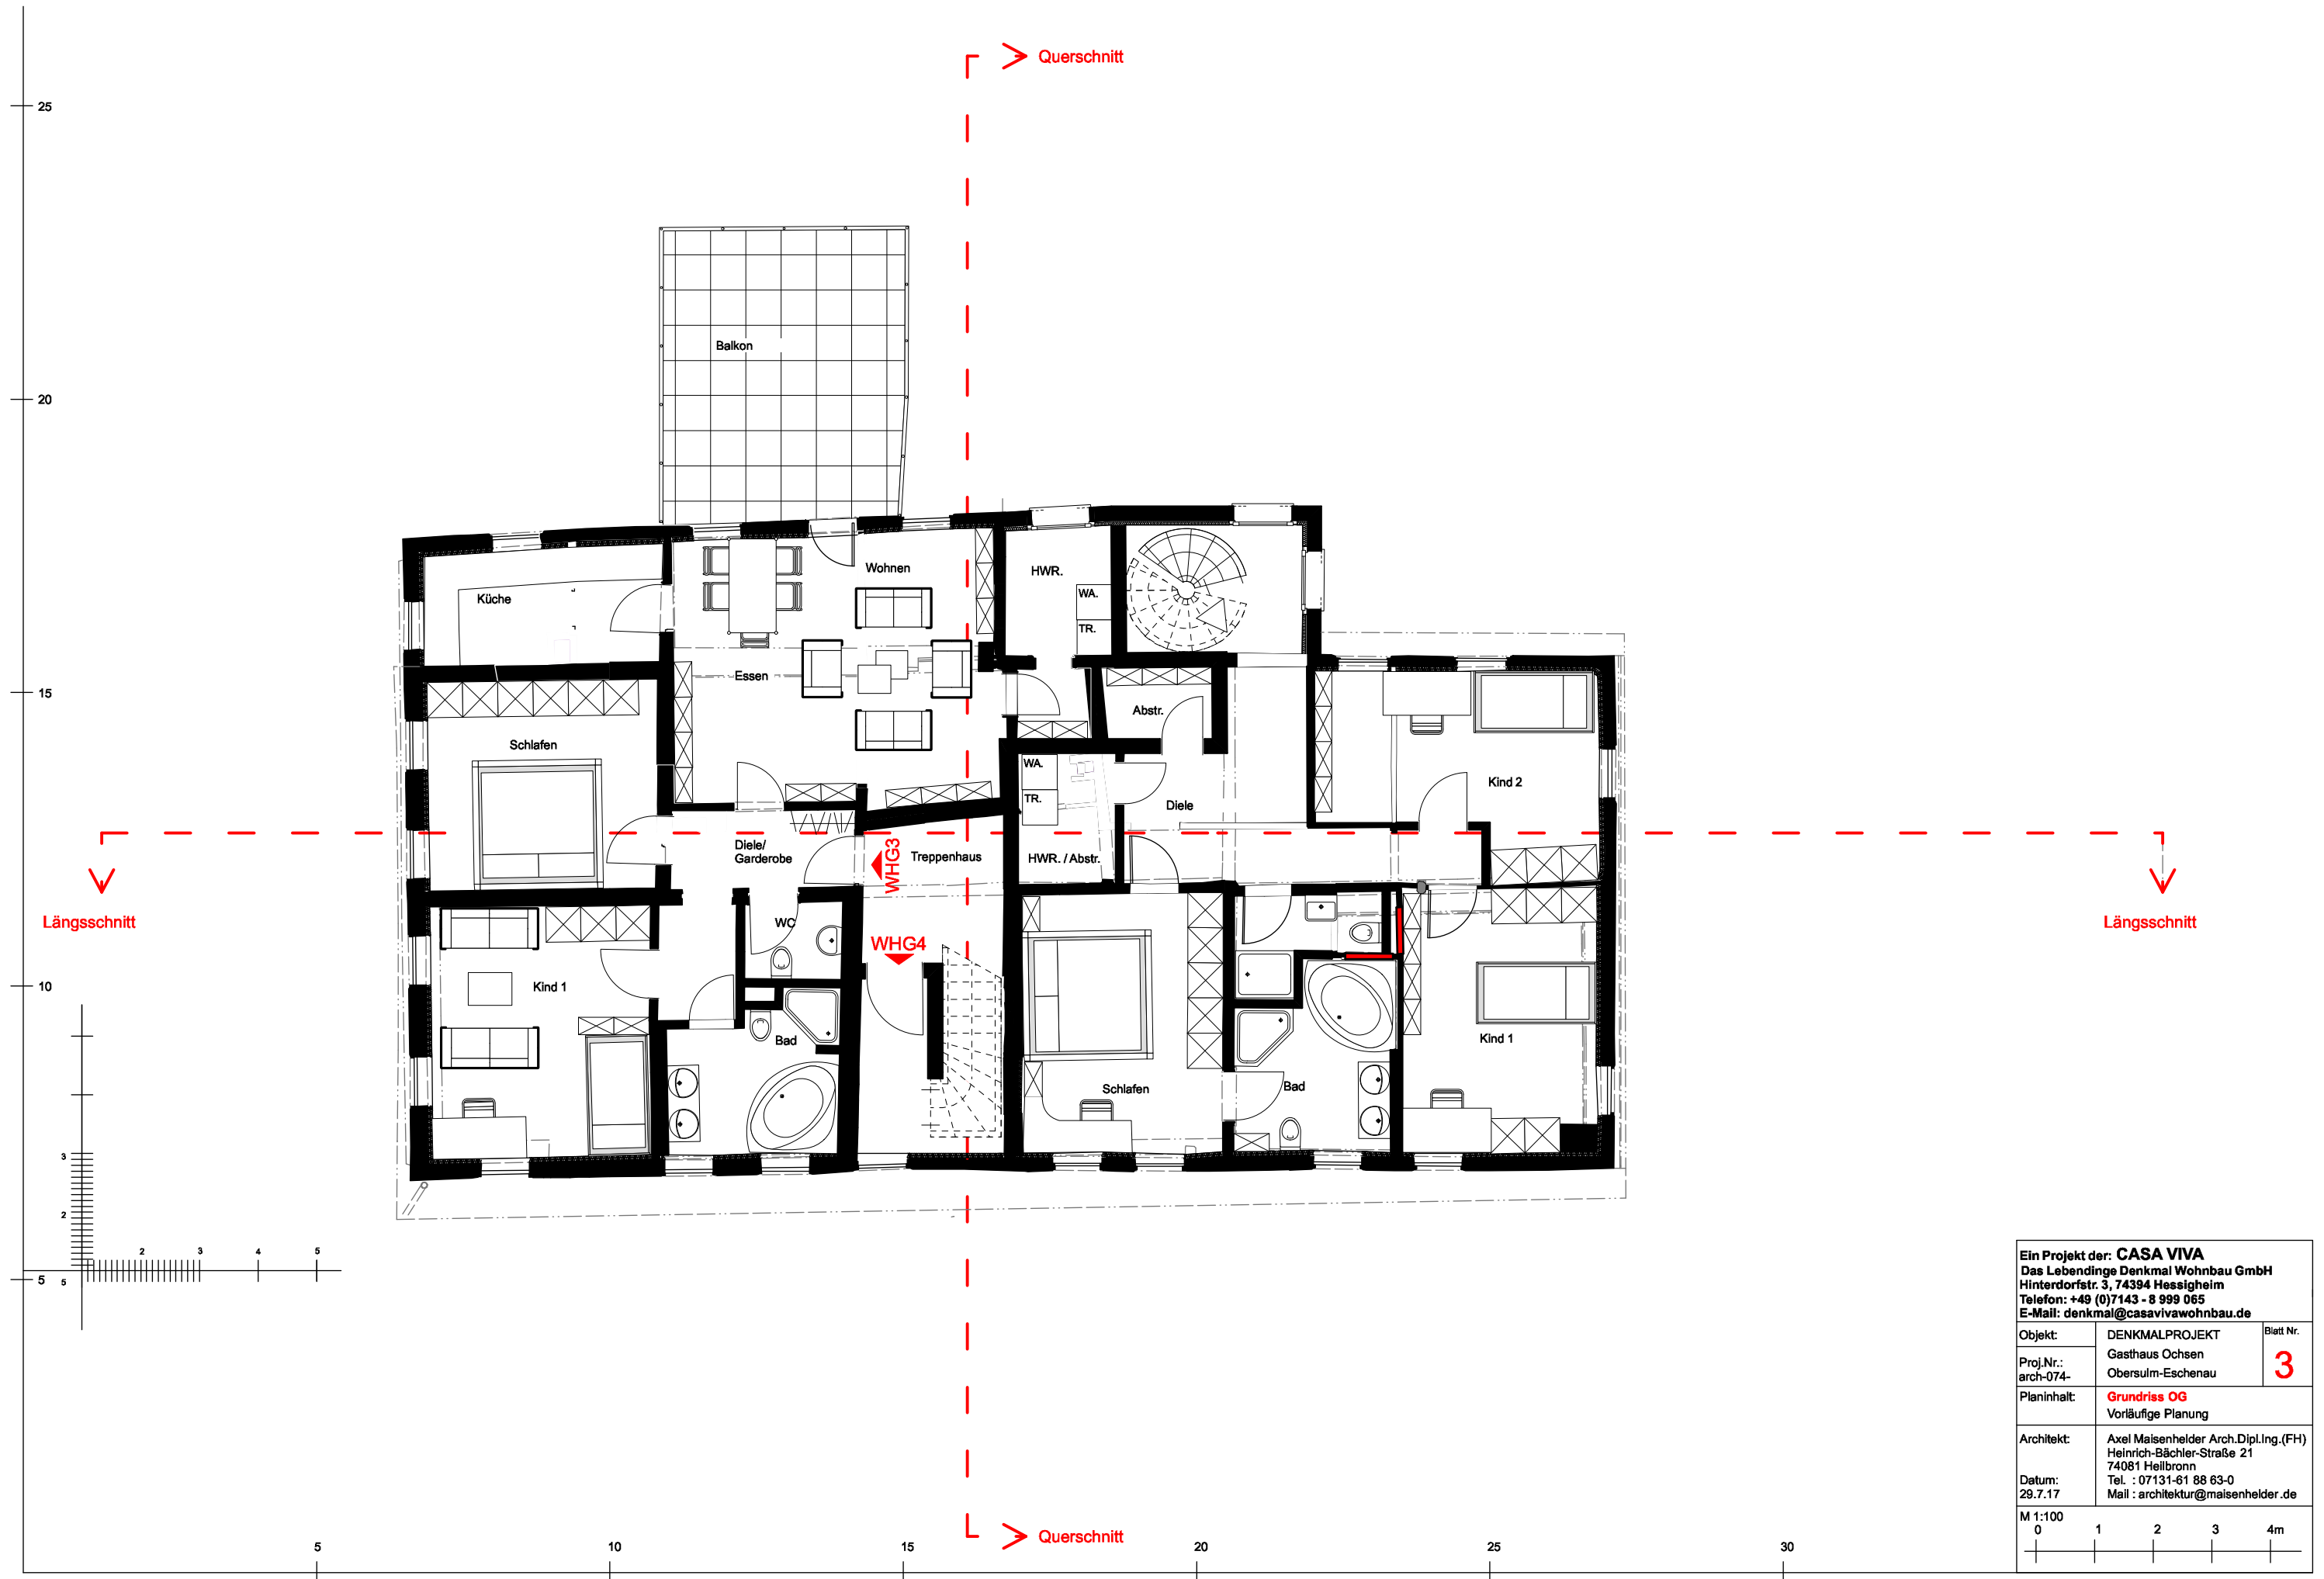 Querschnitt
25
20
Balkon
Wohnen
HWR.
Küche
WA.
TR.
15
Essen
Abstr.
Schlafen
WA.
Kind 2
TR.
Diele
Diele/
Garderobe
WHG3
Treppenhaus
HWR. / Abstr.
Längsschnitt
WC
Längsschnitt
WHG4
10
Kind 1
Bad
Kind 1
Schlafen
Bad
3
2
2 3 4 5
5
5
Ein Projekt der: CASA VIVA
Das Lebendinge Denkmal Wohnbau GmbH
Hinterdorfstr. 3, 74394 Hessigheim
Telefon: +49 (0)7143 - 8 999 065
E-Mail: denkmal@casavivawohnbau.de
Objekt: DENKMALPROJEKT Blatt Nr.
Gasthaus Ochsen
3
Proj.Nr.:
arch-074- Obersulm-Eschenau
Planinhalt: Grundriss OG
Vorläufige Planung
Architekt: Axel Maisenhelder Arch.Dipl.Ing.(FH)
Heinrich-Bächler-Straße 21
74081 Heilbronn
Datum: Tel. : 07131-61 88 63-0
29.7.17 Mail : architektur@maisenhelder.de
M 1:100
0 1 2 3 4m
Querschnitt
5 10 15 20 25 30